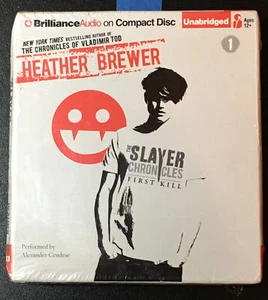 BrillianceAudio on Compact Disc
Unabridged
Ages
12+
NEW YORK TIMES BESTSELLING AUTHOR OF
THE CHRONICLES OF VLADIMIR TOD
HEATHER BREWER
1
THE SLAYER
CHRONICLES
FIRST KILL
Performed by
Alexander Cendese